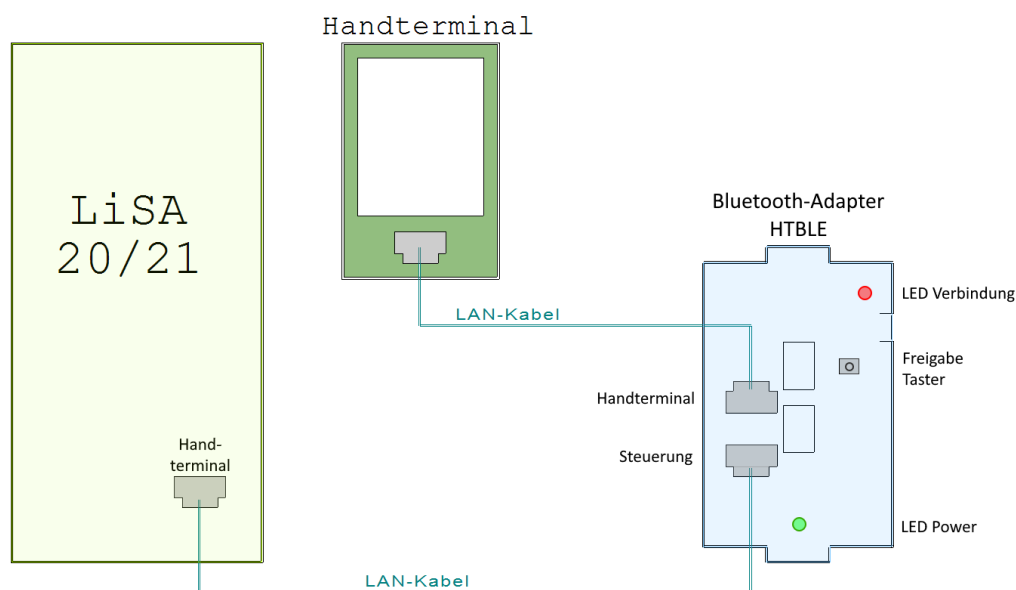 Handterminal
LiSA
20/21
Bluetooth-Adapter
HTBLE
LED Verbindung
LAN-Kabel
Freigabe
Taster
Handterminal
Hand-
terminal
Steuerung
LED Power
LAN-Kabel